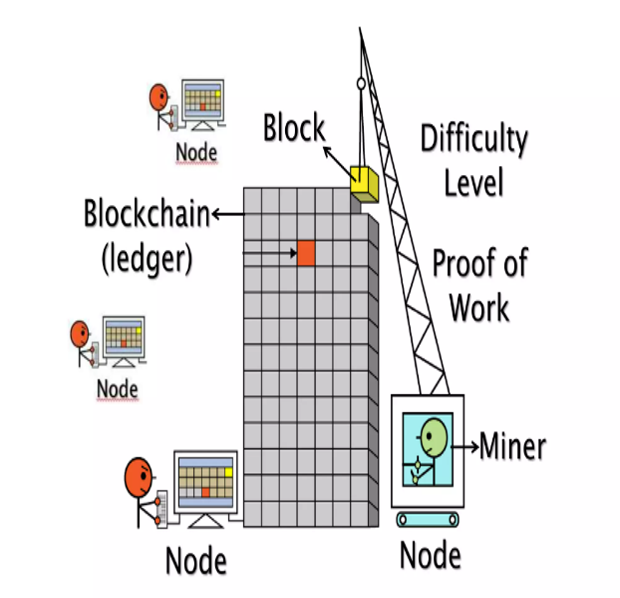 Node
Block
Difficulty
Level
Blockchain
(ledger)
Proof of
Work
Node
Miner
Node
Node